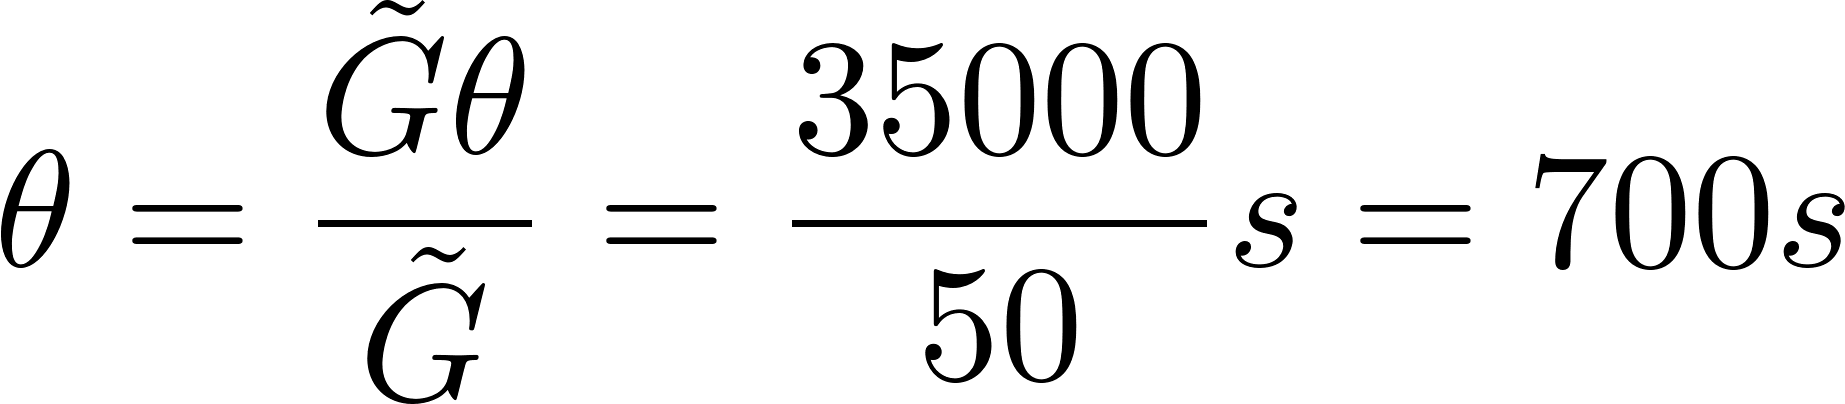 θ = G̃θ / G̃ = 35000 / 50 s = 700s